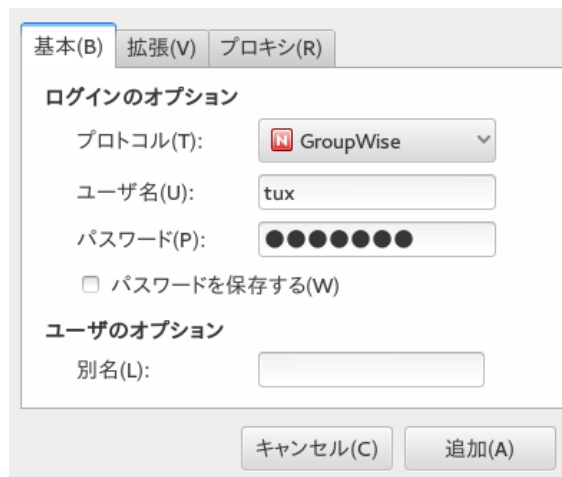 基本(B) 拡張(V) プロキシ(R)
ログインのオプション
プロトコル(T): GroupWise
ユーザ名(U): tux
パスワード(P): ●●●●●●●
パスワードを保存する(W)
ユーザのオプション
別名(L):
キャンセル(C) 追加(A)